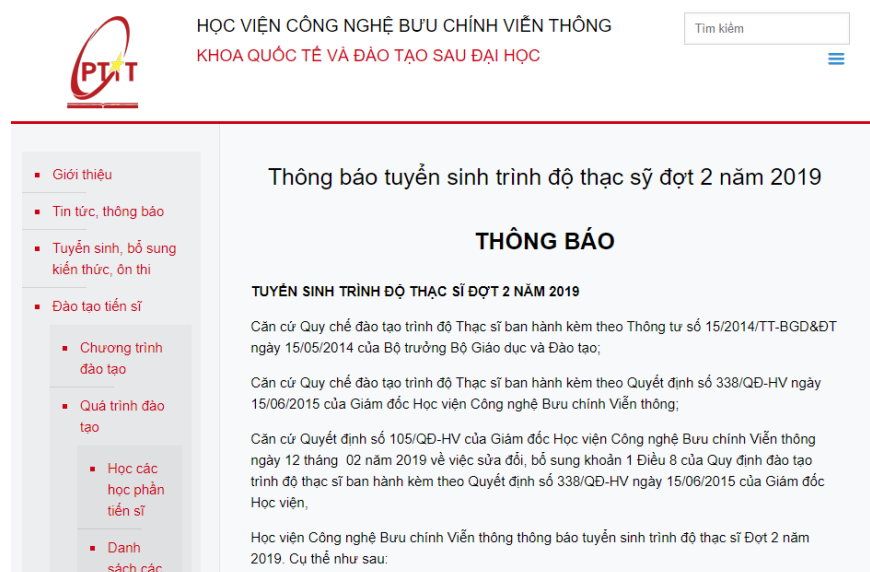 HỌC VIỆN CÔNG NGHỆ BƯU CHÍNH VIỄN THÔNG
KHOA QUỐC TẾ VÀ ĐÀO TẠO SAU ĐẠI HỌC
Tìm kiếm
PTIT
Giới thiệu
Tin tức, thông báo
Tuyển sinh, bổ sung
kiến thức, ôn thi
Đào tạo tiến sĩ
Chương trình
đào tạo
Quá trình đào
tạo
Học các
học phần
tiến sĩ
Danh
sách các
Thông báo tuyển sinh trình độ thạc sỹ đợt 2 năm 2019
THÔNG BÁO
TUYỂN SINH TRÌNH ĐỘ THẠC SĨ ĐỢT 2 NĂM 2019
Căn cứ Quy chế đào tạo trình độ Thạc sĩ ban hành kèm theo Thông tư số 15/2014/TT-BGD&ĐT
ngày 15/05/2014 của Bộ trưởng Bộ Giáo dục và Đào tạo;
Căn cứ Quy chế đào tạo trình độ Thạc sĩ ban hành kèm theo Quyết định số 338/QĐ-HV ngày
15/06/2015 của Giám đốc Học viện Công nghệ Bưu chính Viễn thông;
Căn cứ Quyết định số 105/QĐ-HV của Giám đốc Học viện Công nghệ Bưu chính Viễn thông
ngày 12 tháng 02 năm 2019 về việc sửa đổi, bổ sung khoản 1 Điều 8 của Quy định đào tạo
trình độ thạc sĩ ban hành kèm theo Quyết định số 338/QĐ-HV ngày 15/06/2015 của Giám đốc
Học viện,
Học viện Công nghệ Bưu chính Viễn thông thông báo tuyển sinh trình độ thạc sĩ Đợt 2 năm
2019. Cụ thể như sau: